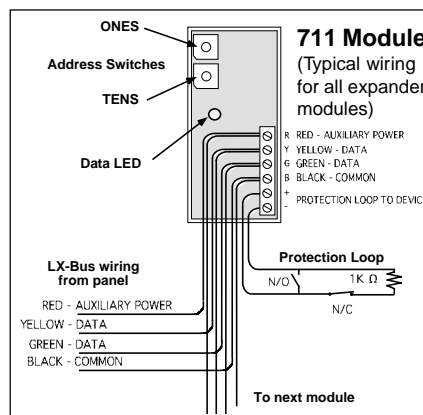 ONES
711 Module
(Typical wiring
for all expander
modules)
Address Switches
TENS
Data LED
R RED - AUXILIARY POWER
Y YELLOW - DATA
G GREEN - DATA
B BLACK - COMMON
+
- PROTECTION LOOP TO DEVIC
LX-Bus wiring
from panel
Protection Loop
N/O
1K Ω
N/C
RED - AUXILIARY POWER
YELLOW - DATA
GREEN - DATA
BLACK - COMMON
To next module